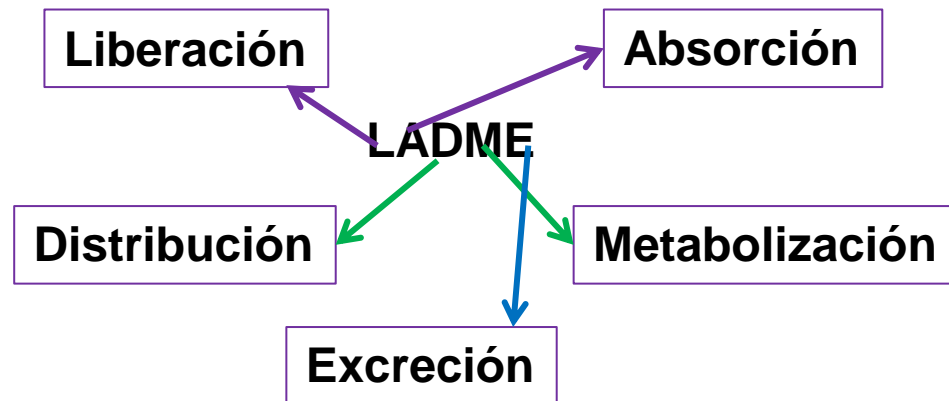 Liberación
Absorción
LADME
Distribución
Metabolización
Excreción